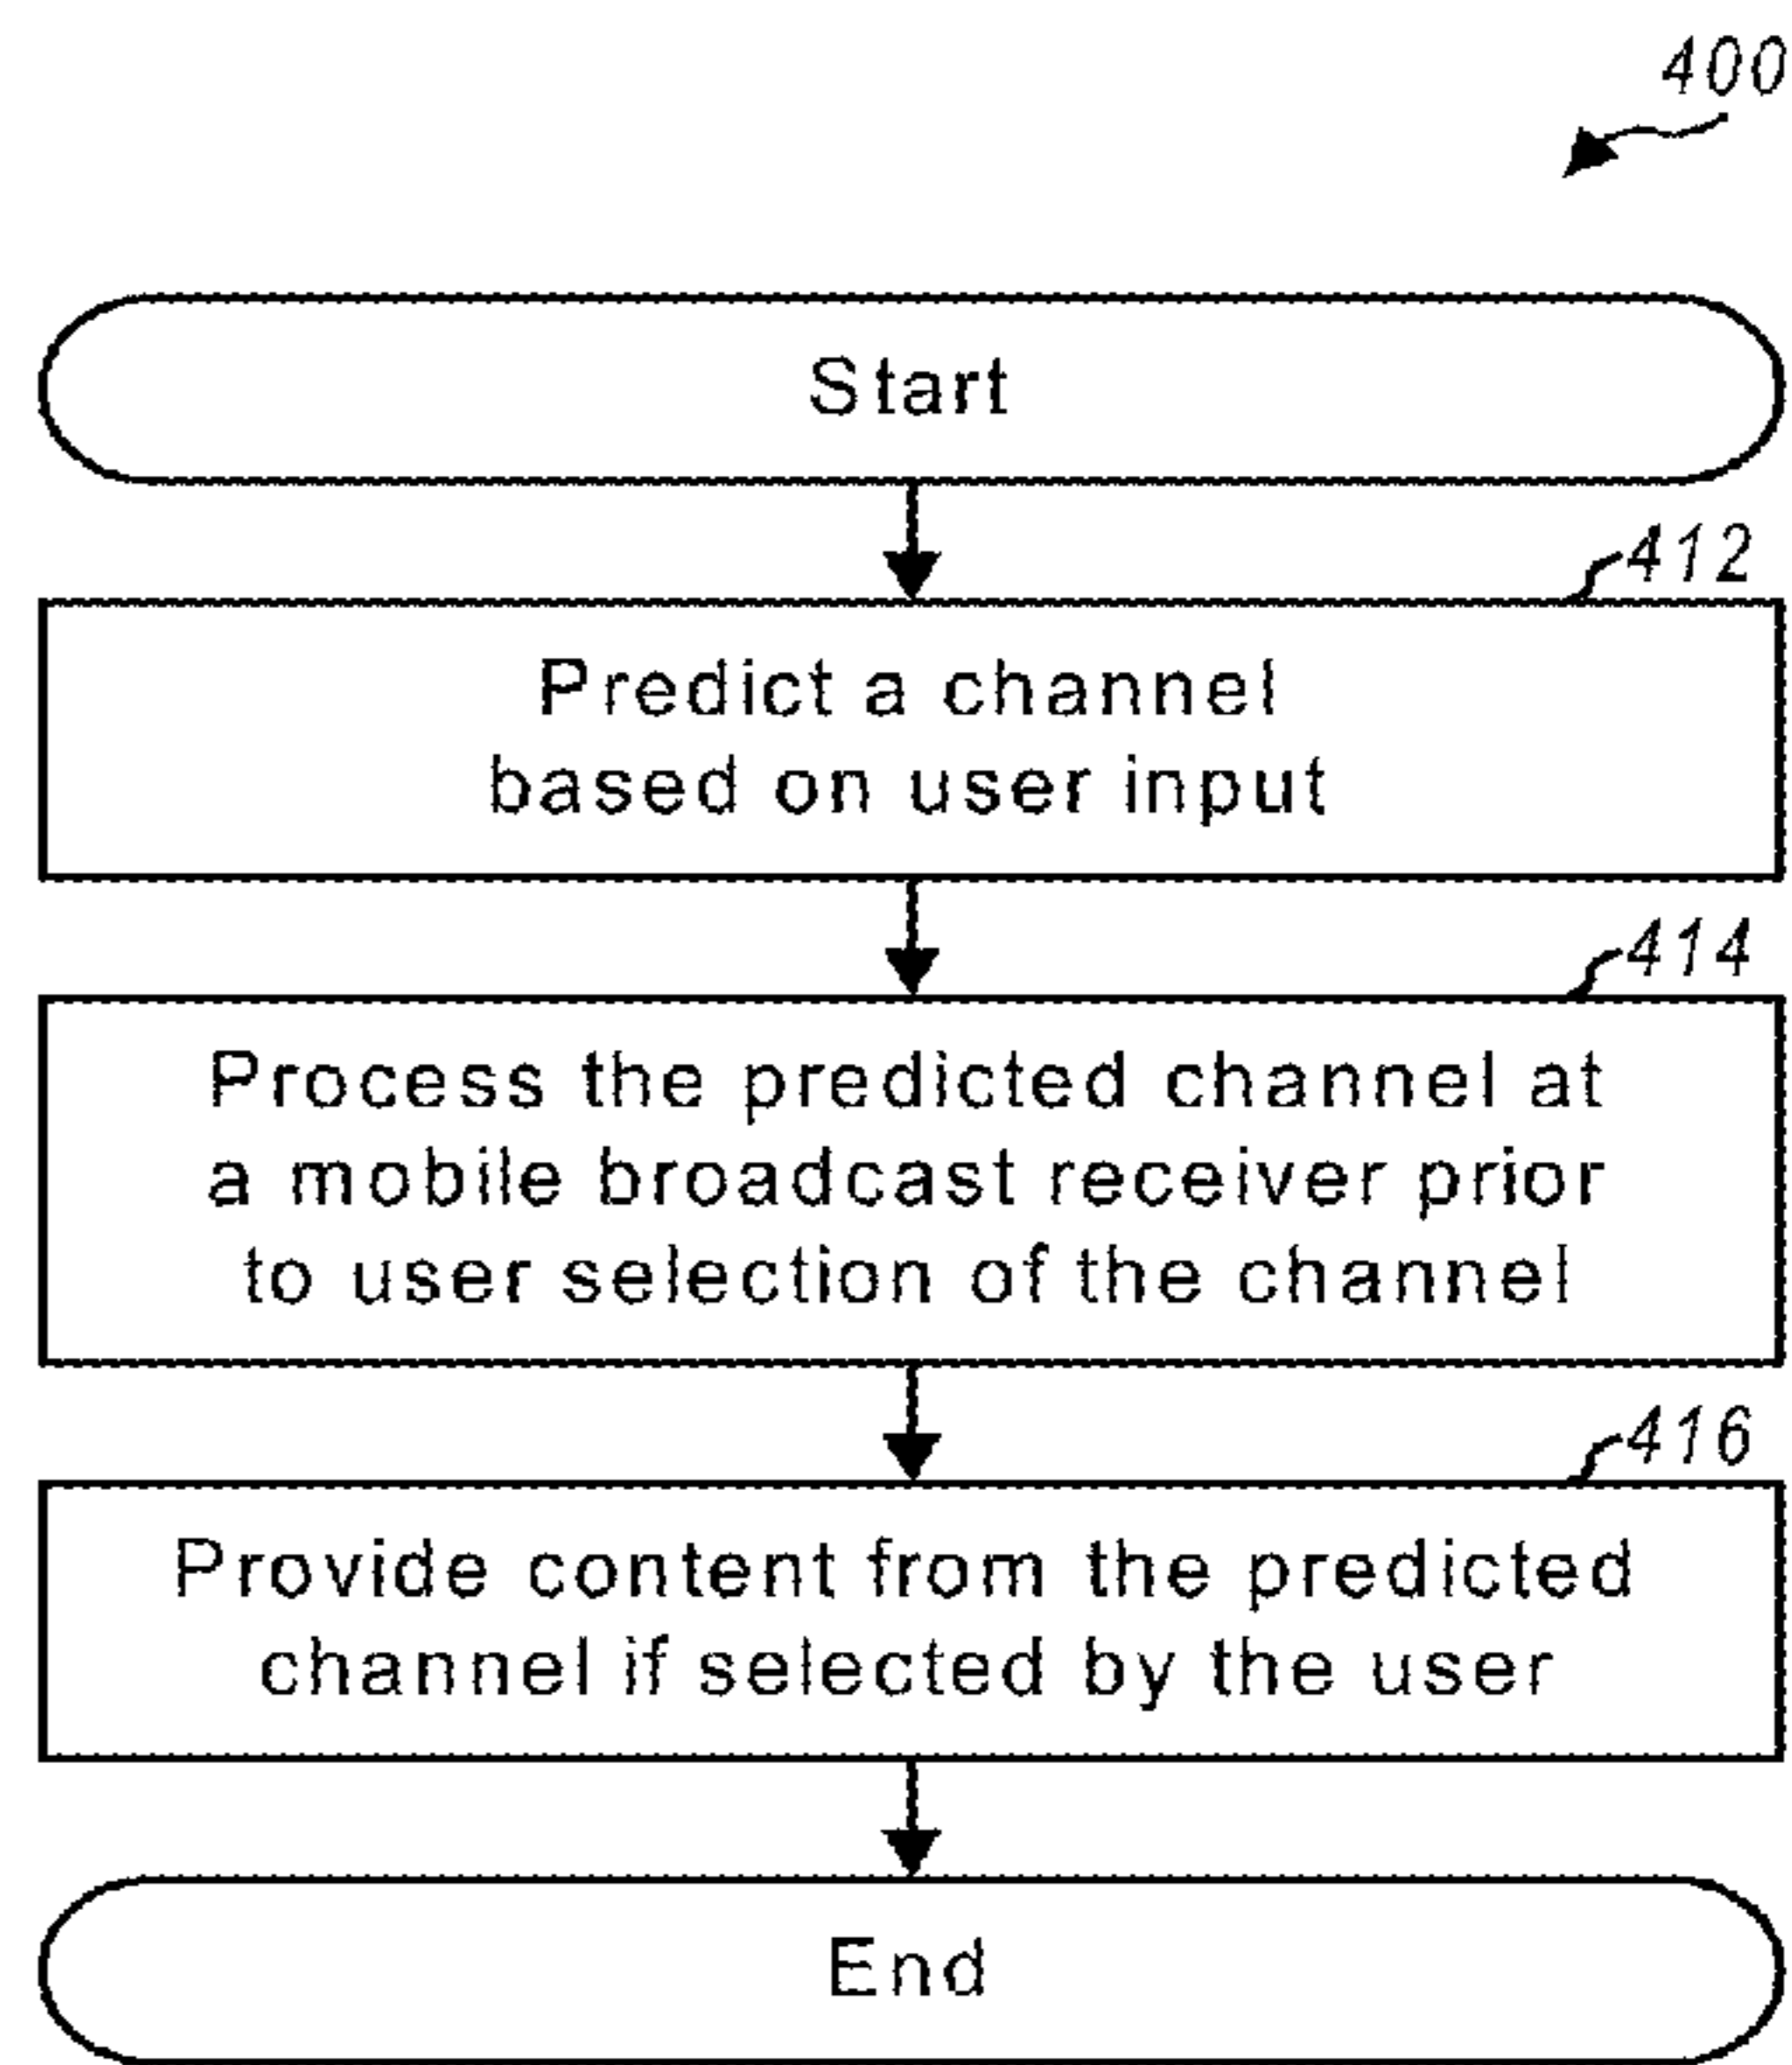 400
Start
412
Predict a channel
based on user input
414
Process the predicted channel at
a mobile broadcast receiver prior
to user selection of the channel
416
Provide content from the predicted
channel if selected by the user
End